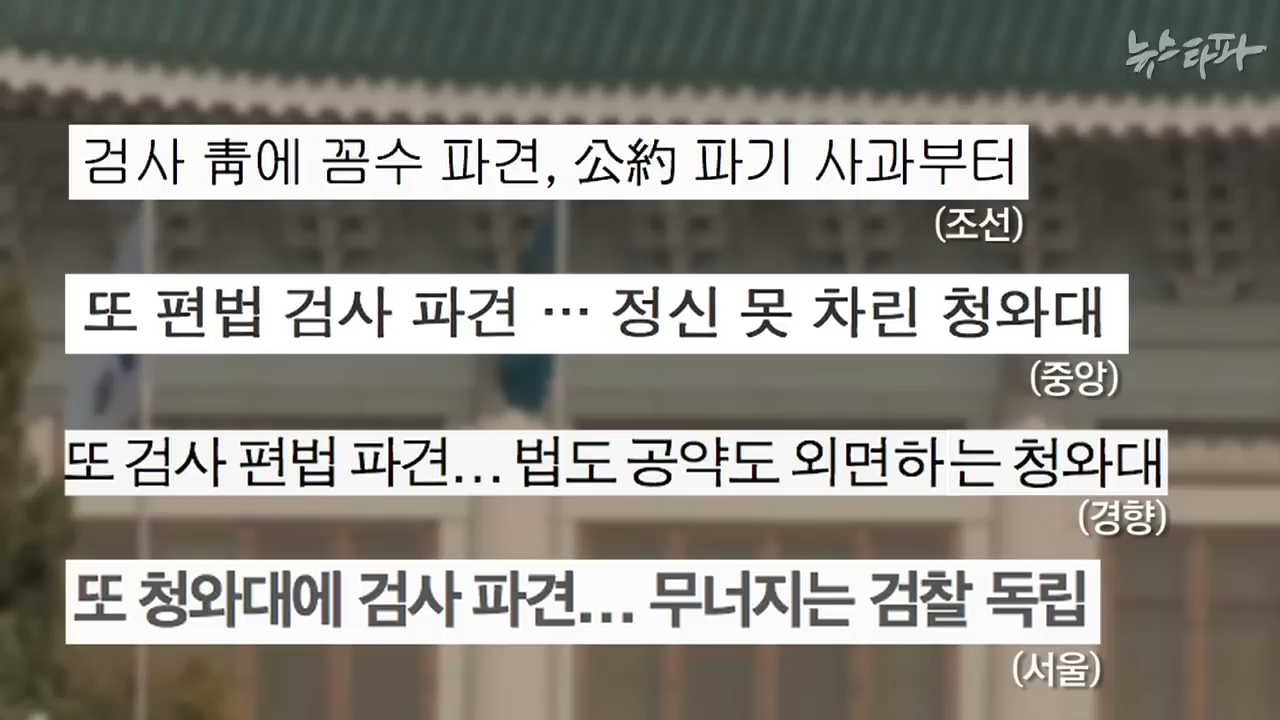 뉴스타파
검사 靑에 꼼수 파견, 公約 파기 사과부터
(조선)
또 편법 검사 파견 … 정신 못 차린 청와대
(중앙)
또 검사 편법 파견... 법도 공약도 외면하는 청와대
(경향)
또 청와대에 검사 파견... 무너지는 검찰 독립
(서울)